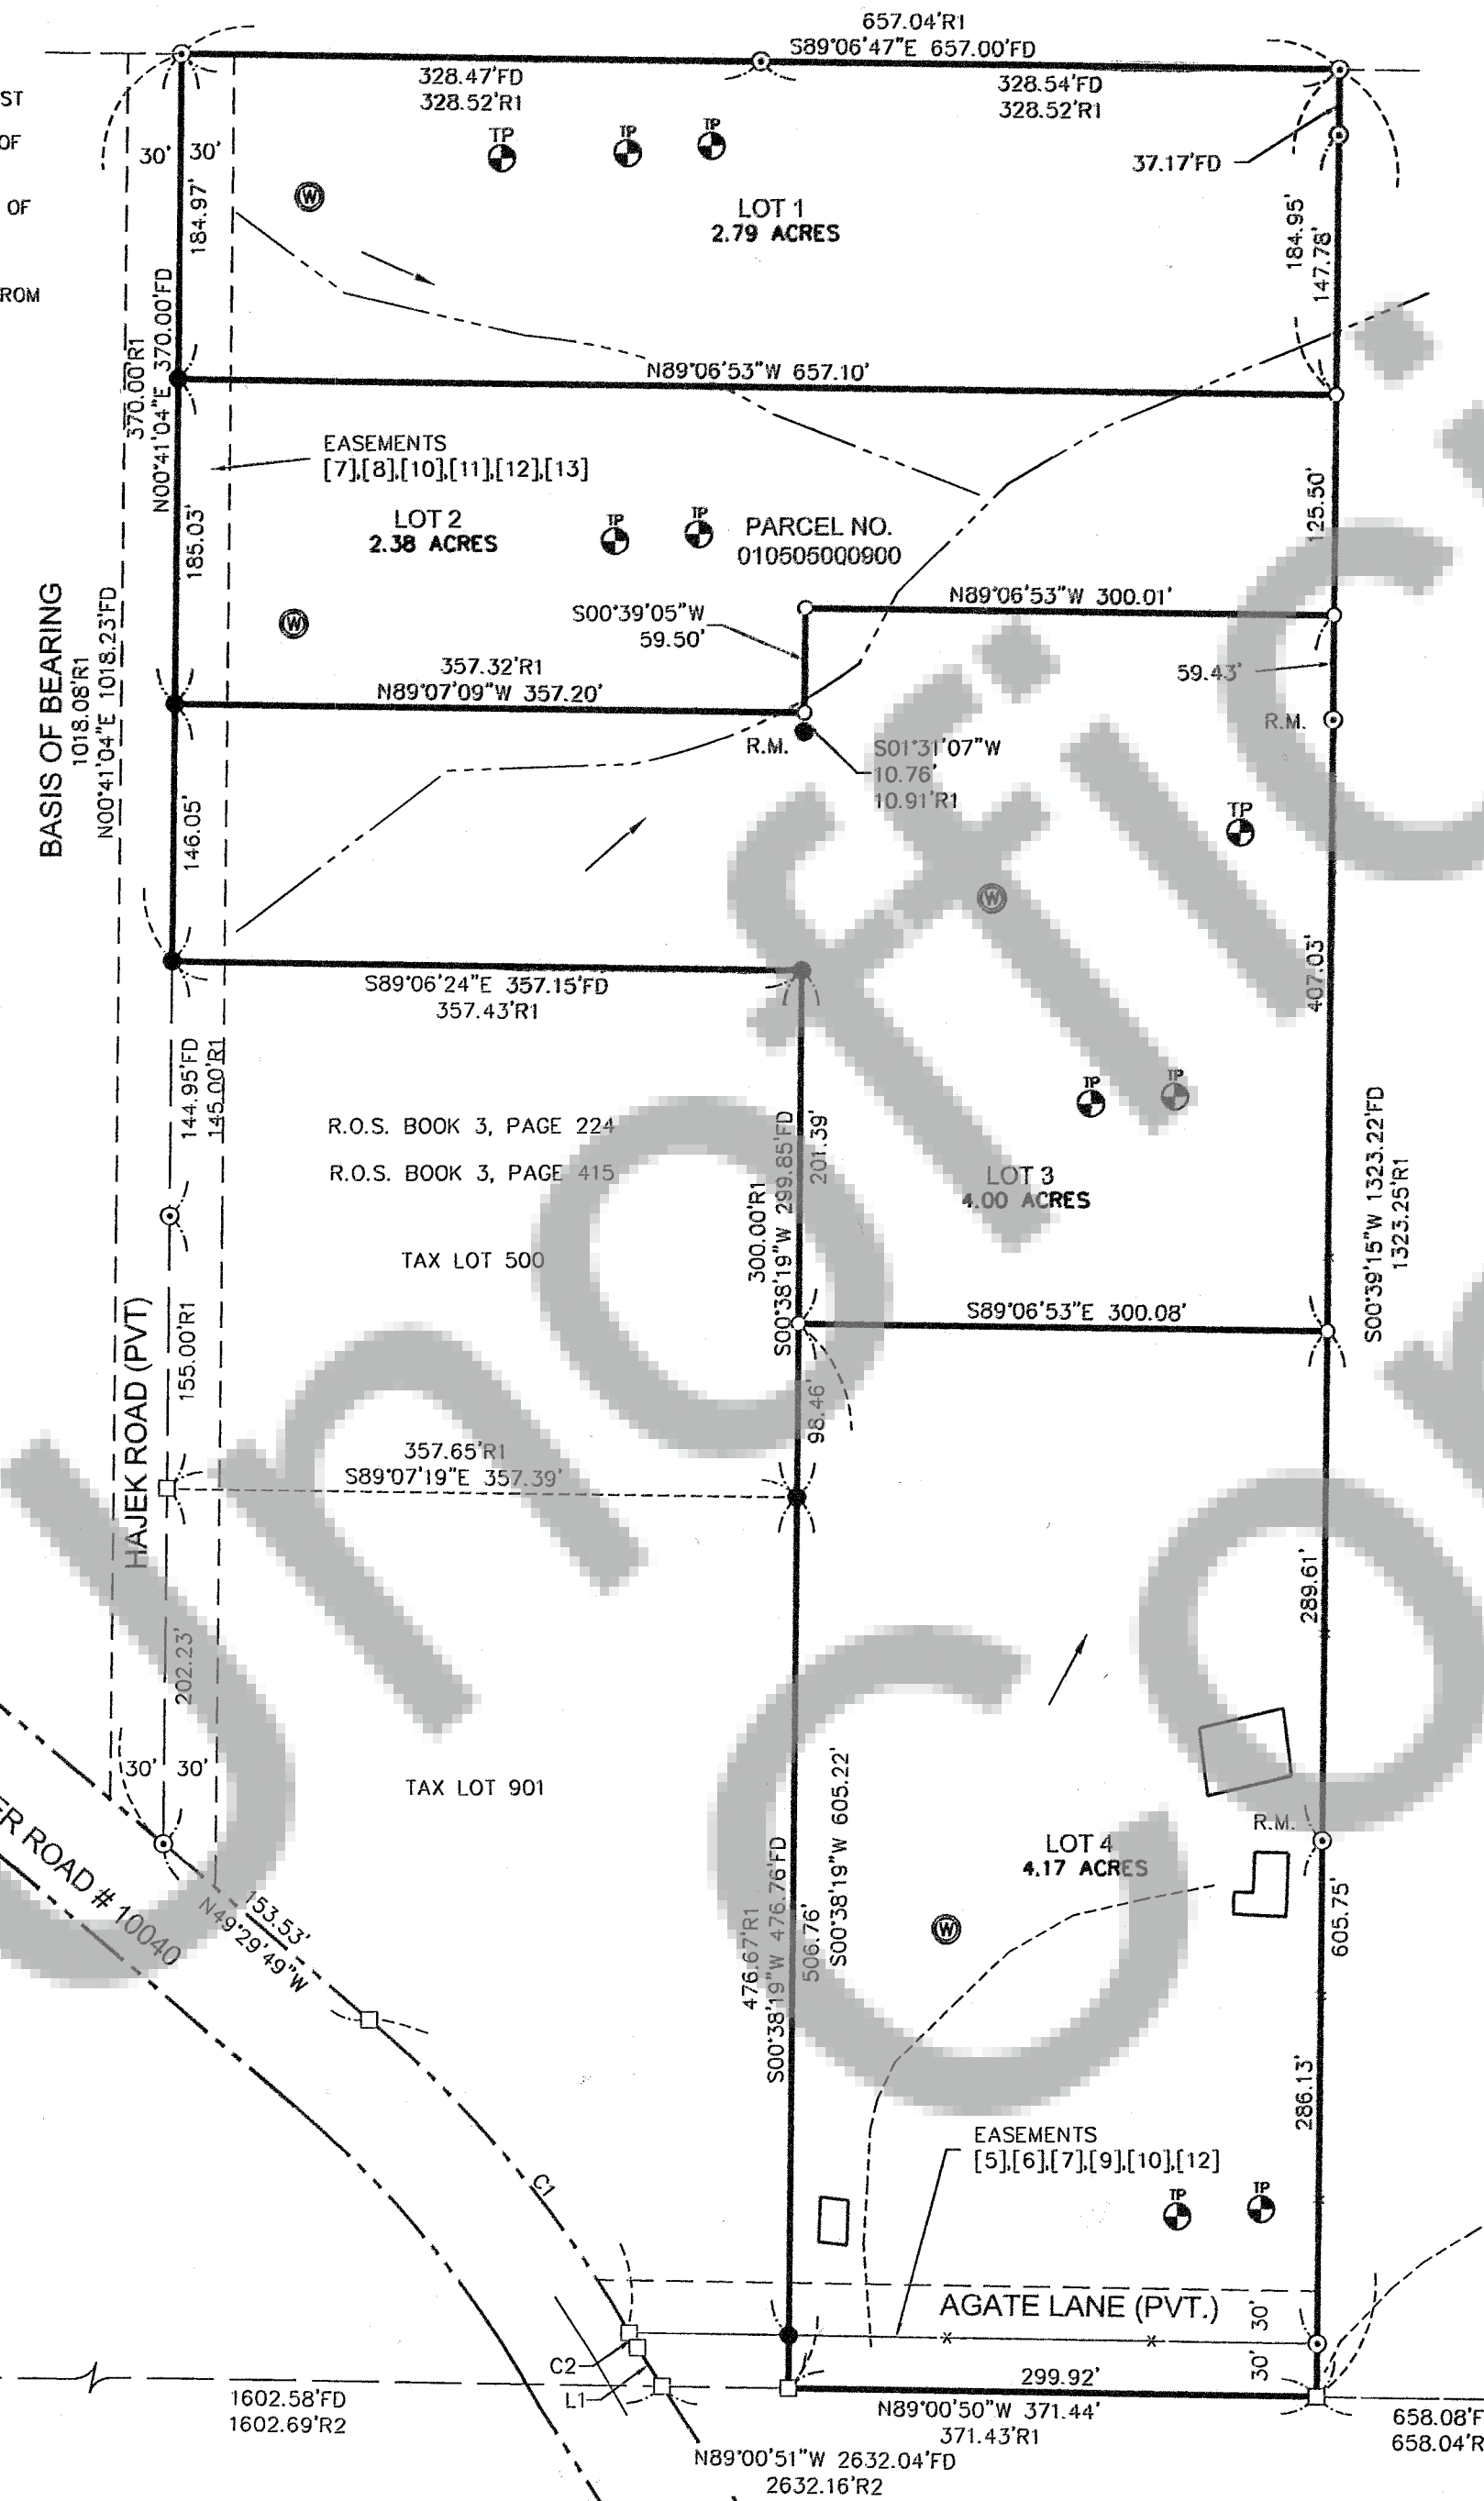 657.04'R1
S89°06'47"E 657.00'FD
328.47'FD
328.52'R1
328.54'FD
328.52'R1
ST
OF
OF
ROM
TP
TP
TP
30'
30'
37.17'FD
184.97'
184.95'
147.78'
W
LOT 1
2.79 ACRES
370.00'R1
N00°41'04"E 370.00'FD
N89°06'53"W 657.10'
EASEMENTS
[7],[8],[10],[11],[12],[13]
125.50'
LOT 2
2.38 ACRES
TP
TP
PARCEL NO.
010505000900
185.03'
N89°06'53"W 300.01'
S00°39'05"W
59.50'
W
BASIS OF BEARING
1018.08'R1
N00°41'04"E 1018.23'FD
357.32'R1
N89°07'09"W 357.20'
59.43'
R.M.
R.M.
S01°31'07"W
10.76'
10.91'R1
146.05'
TP
W
407.03'
S89°06'24"E 357.15'FD
357.43'R1
144.95'FD
145.00'R1
R.O.S. BOOK 3, PAGE 224
R.O.S. BOOK 3, PAGE 415
TP
TP
300.00'R1
S00°38'19"W 299.85'FD
201.39'
LOT 3
4.00 ACRES
S00°39'15"W 1323.22'FD
1323.25'R1
TAX LOT 500
HAJEK ROAD (PVT)
155.00'R1
S89°06'53"E 300.08'
98.46'
357.65'R1
S89°07'19"E 357.39'
289.61'
202.23'
30'
30'
TAX LOT 901
ER ROAD # 10040
153.53'
N49°29'49"W
476.67'R1
S00°38'19"W 476.76'FD
506.76'
S00°38'19"W 605.22'
LOT 4
4.17 ACRES
R.M.
W
605.75'
286.13'
EASEMENTS
[5],[6],[7],[9],[10],[12]
C1
TP
TP
AGATE LANE (PVT.)
30'
30'
C2
L1
299.92'
N89°00'50"W 371.44'
371.43'R1
1602.58'FD
1602.69'R2
N89°00'51"W 2632.04'FD
2632.16'R2
658.08'F
658.04'R